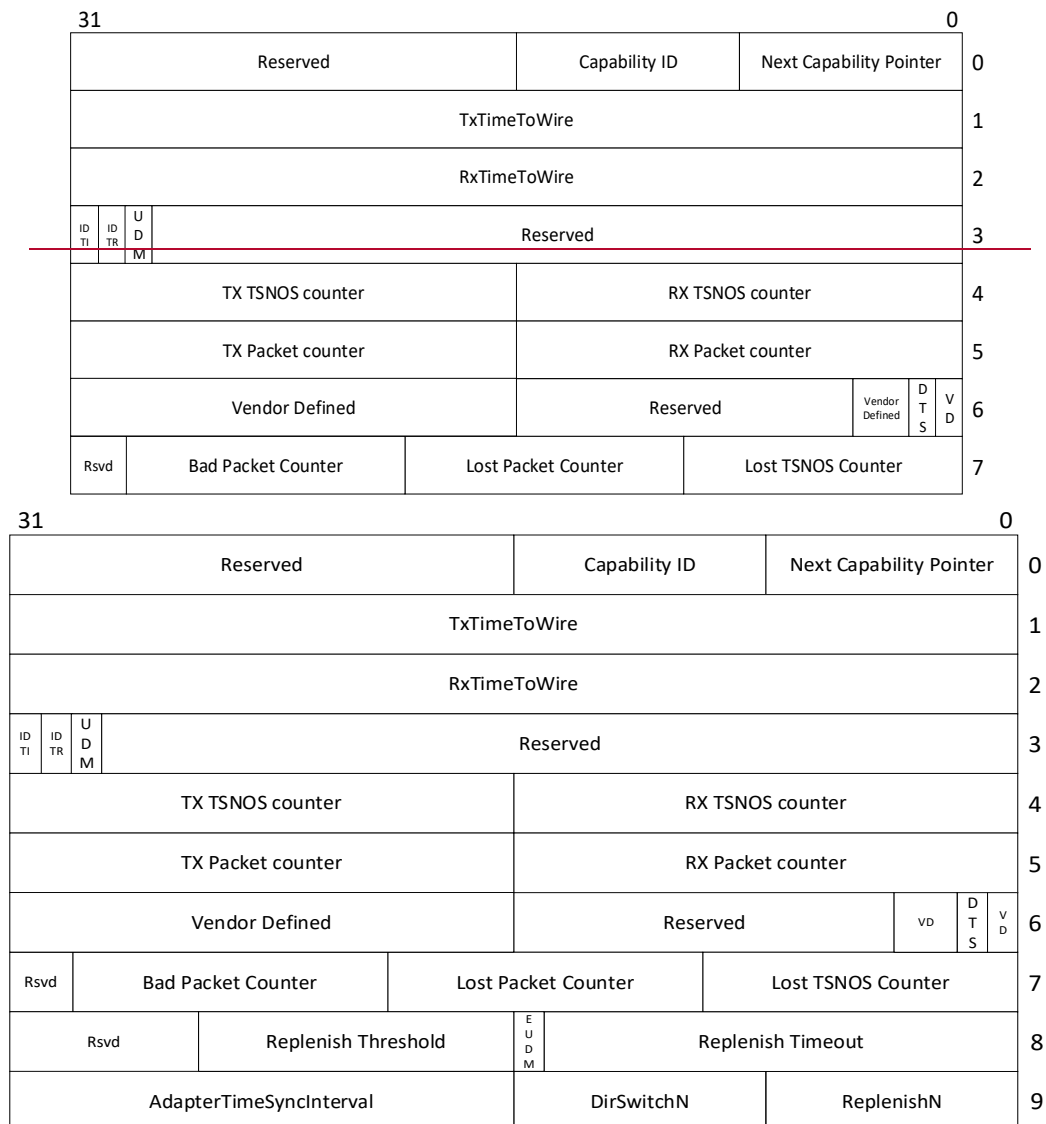 31 0
Reserved Capability ID Next Capability Pointer 0
TxTimeToWire 1
RxTimeToWire 2
ID TI ID TR U D M Reserved 3
TX TSNOS counter RX TSNOS counter 4
TX Packet counter RX Packet counter 5
Vendor Defined Reserved Vendor Defined D T S V D 6
Rsvd Bad Packet Counter Lost Packet Counter Lost TSNOS Counter 7
31 0
Reserved Capability ID Next Capability Pointer 0
TxTimeToWire 1
RxTimeToWire 2
ID TI ID TR U D M Reserved 3
TX TSNOS counter RX TSNOS counter 4
TX Packet counter RX Packet counter 5
Vendor Defined Reserved VD D T S V D 6
Rsvd Bad Packet Counter Lost Packet Counter Lost TSNOS Counter 7
Rsvd Replenish Threshold E U D M Replenish Timeout 8
AdapterTimeSyncInterval DirSwitchN ReplenishN 9